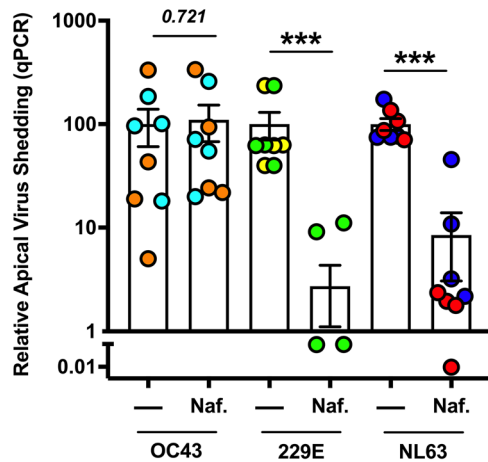 Relative Apical Virus Shedding (qPCR)
1000
100
10
1
0.01
0.721
***
***
— Naf. — Naf. — Naf.
OC43 229E NL63